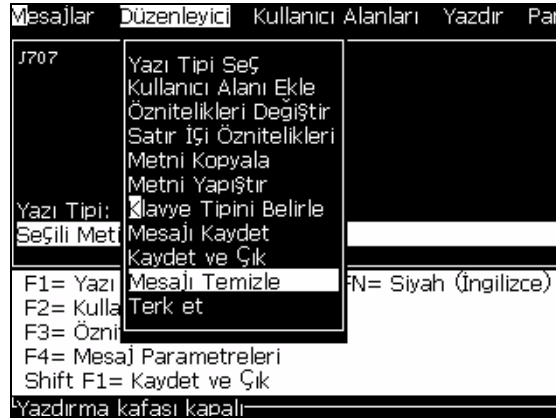 Mesajlar Düzenleyici Kullanıcı Alanları Yazdır Par
J707
Yazı Tipi Seç
Kullanıcı Alanı Ekle
Öznitelikleri Değiştir
Satır İçi Öznitelikleri
Metni Kopyala
Metni Yapıştır
Klavye Tipini Belirle
Mesajı Kaydet
Kaydet ve Çık
Mesajı Temizle
Terk et
Yazı Tipi:
Seçili Meti
F1= Yazı FN= Siyah (İngilizce)
F2= Kulla
F3= Özni
F4= Mesaj Parametreleri
Shift F1= Kaydet ve Çık
Yazdırma kafası kapalı